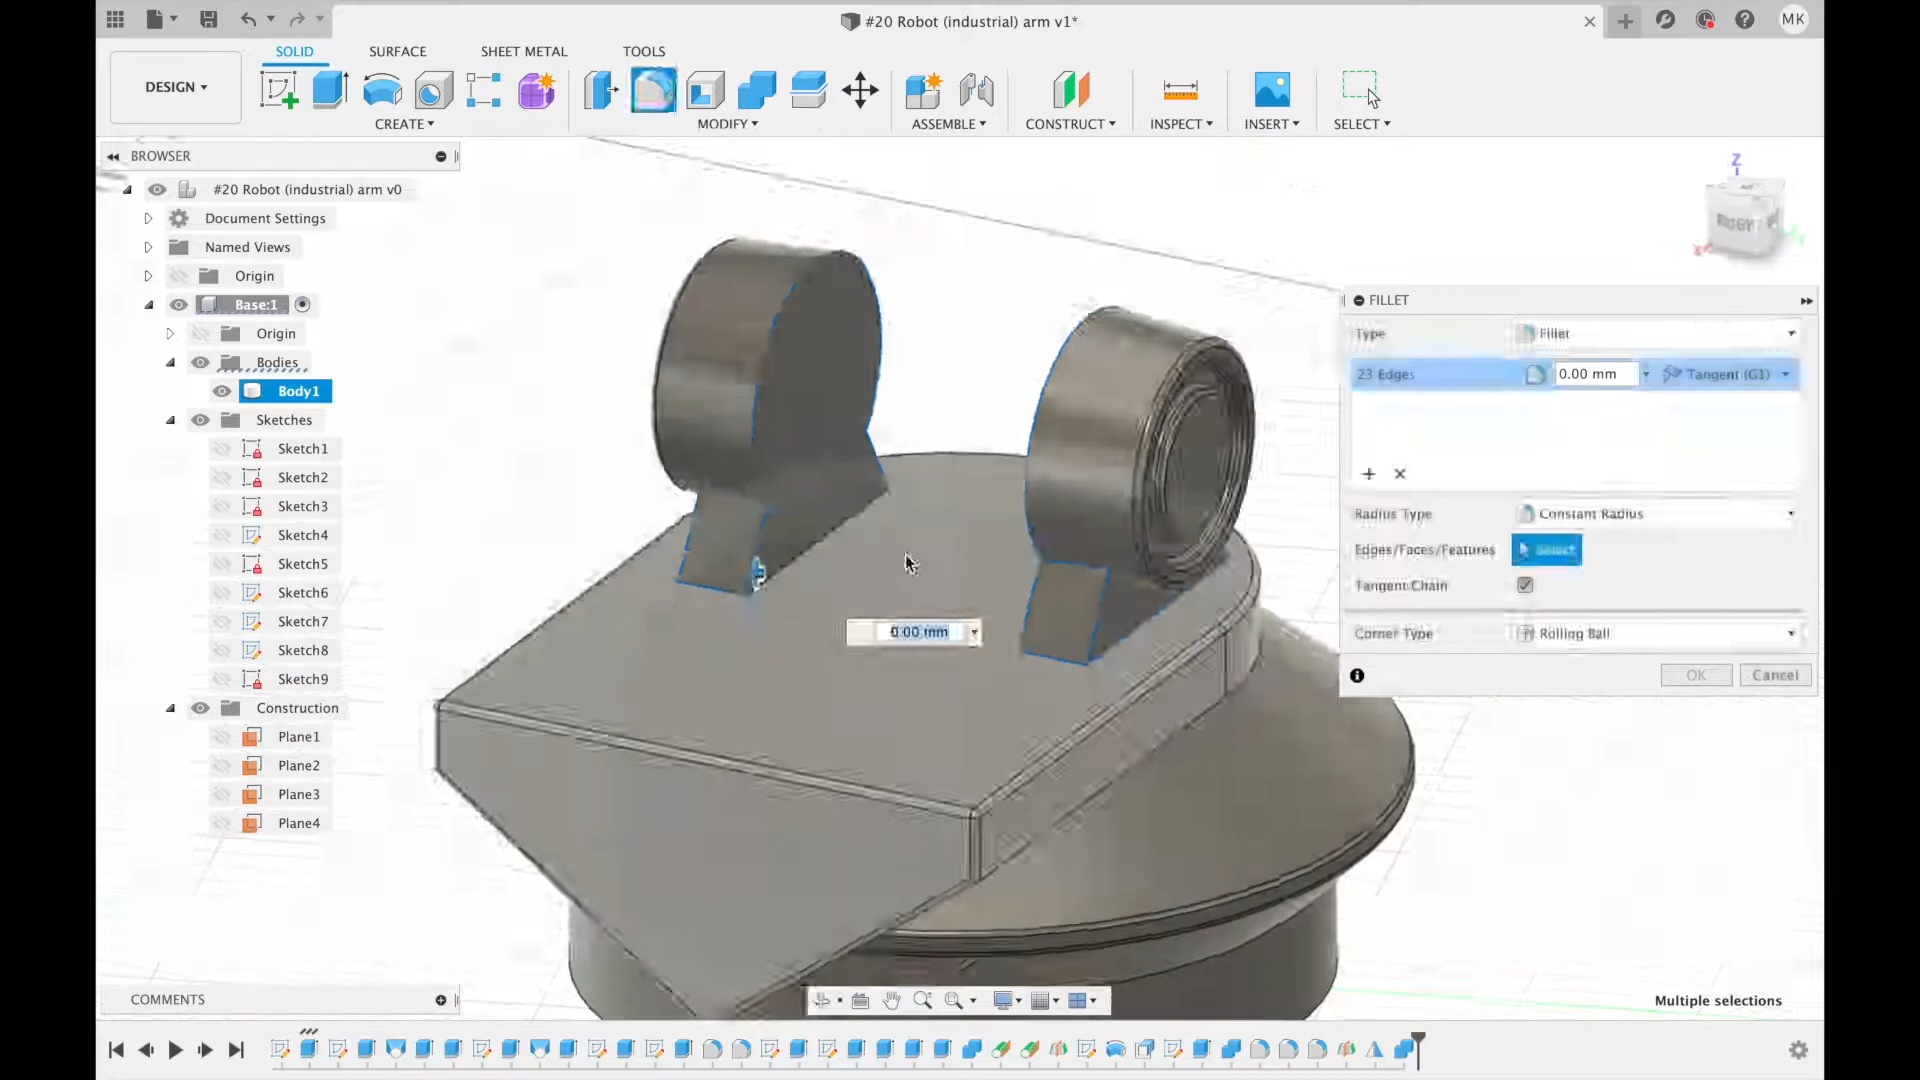 #20 Robot (industrial) arm v1*
MK
DESIGN
SOLID
SURFACE
SHEET METAL
TOOLS
CREATE
MODIFY
ASSEMBLE
CONSTRUCT
INSPECT
INSERT
SELECT
BROWSER
#20 Robot (industrial) arm v0
Document Settings
Named Views
Origin
Base:1
Origin
Bodies
Body1
Sketches
Sketch1
Sketch2
Sketch3
Sketch4
Sketch5
Sketch6
Sketch7
Sketch8
Sketch9
Construction
Plane1
Plane2
Plane3
Plane4
COMMENTS
Z
0.00 mm
FILLET
Type
Fillet
23 Edges
0.00 mm
Tangent (G1)
Radius Type
Constant Radius
Edges/Faces/Features
Select
Tangent Chain
Corner Type
Rolling Ball
OK
Cancel
Multiple selections